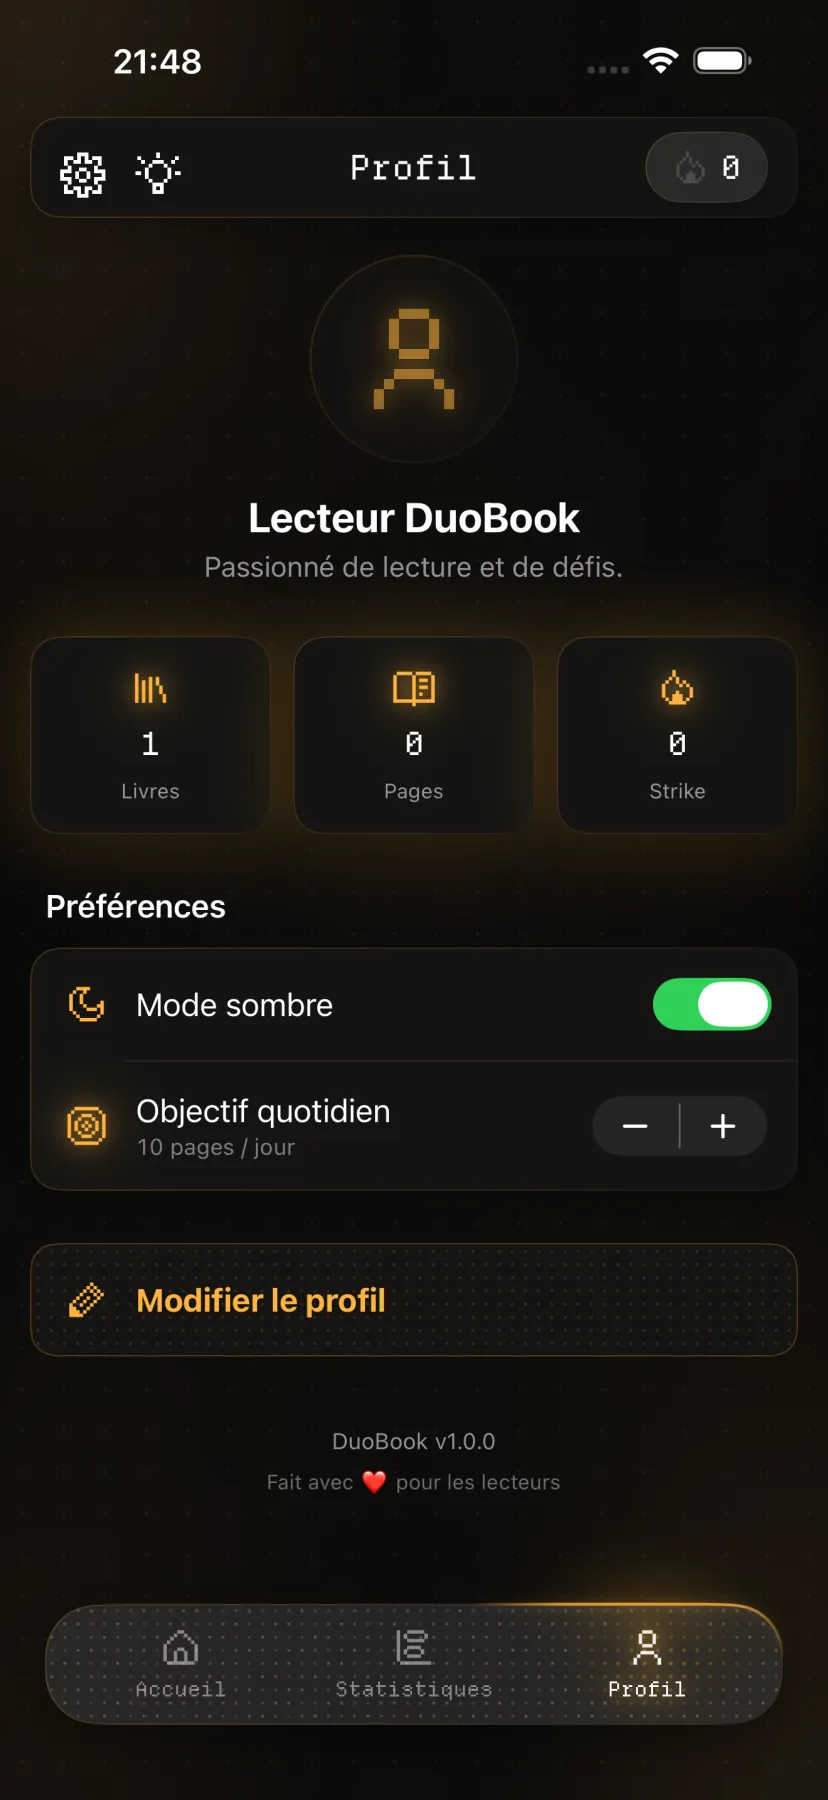 21:48
Profil
0
Lecteur DuoBook
Passionné de lecture et de défis.
1
Livres
0
Pages
0
Strike
Préférences
Mode sombre
Objectif quotidien
10 pages / jour
Modifier le profil
DuoBook v1.0.0
Fait avec ❤️ pour les lecteurs
Accueil
Statistiques
Profil